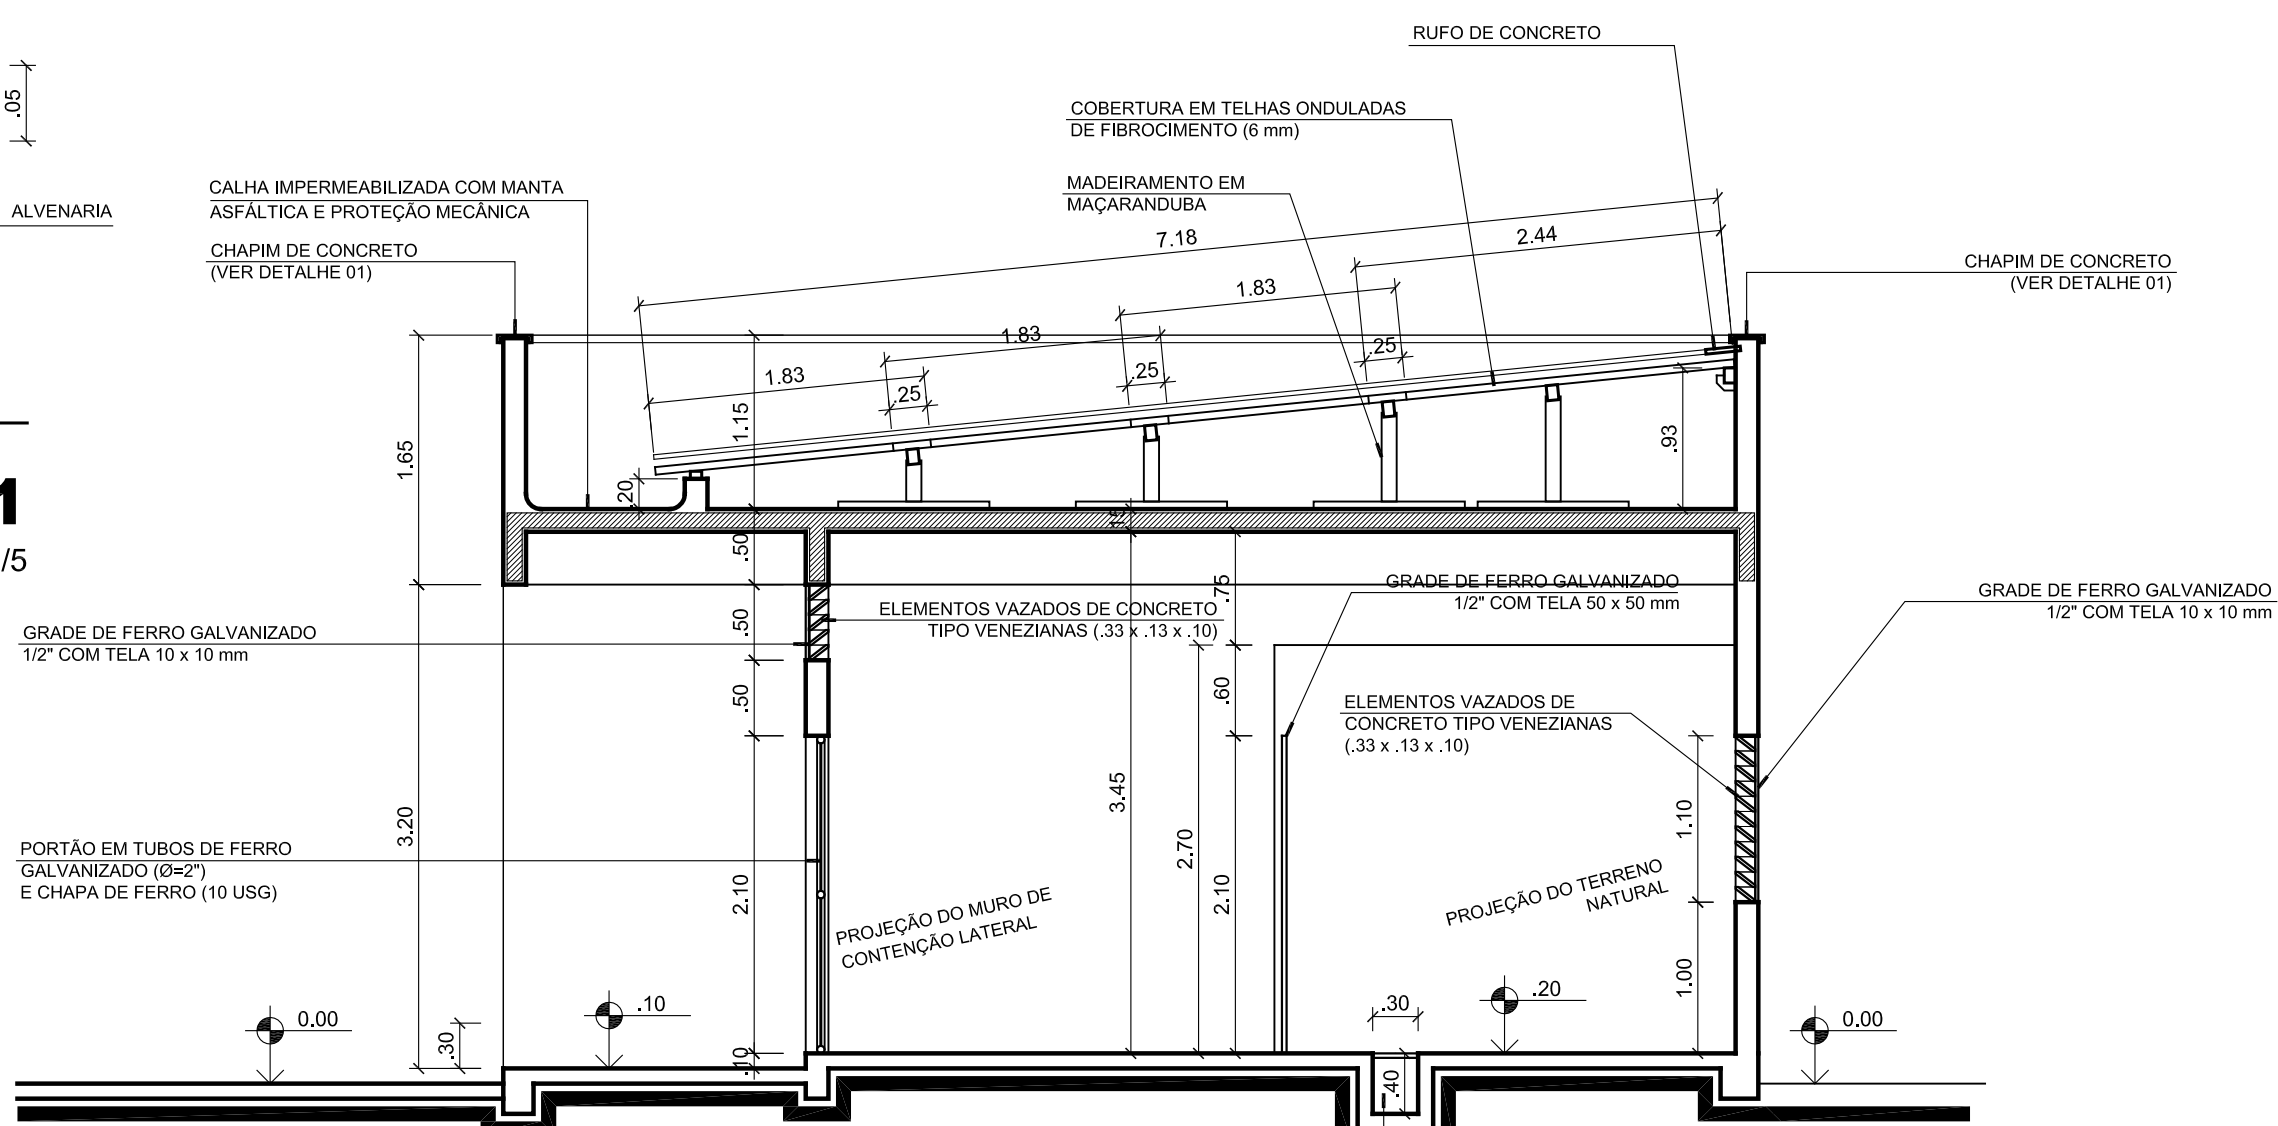 RUFO DE CONCRETO
.05
COBERTURA EM TELHAS ONDULADAS
DE FIBROCIMENTO (6 mm)
CALHA IMPERMEABILIZADA COM MANTA
ASFÁLTICA E PROTEÇÃO MECÂNICA
MADEIRAMENTO EM
MAÇARANDUBA
ALVENARIA
CHAPIM DE CONCRETO
(VER DETALHE 01)
7.18
2.44
CHAPIM DE CONCRETO
(VER DETALHE 01)
1.83
1.83
1.83
.25
.25
.25
1.15
1.65
.93
.20
1
/5
.15
.50
.75
GRADE DE FERRO GALVANIZADO
1/2" COM TELA 50 x 50 mm
GRADE DE FERRO GALVANIZADO
1/2" COM TELA 10 x 10 mm
ELEMENTOS VAZADOS DE CONCRETO
TIPO VENEZIANAS (.33 x .13 x .10)
.50
GRADE DE FERRO GALVANIZADO
1/2" COM TELA 10 x 10 mm
.50
.60
ELEMENTOS VAZADOS DE
CONCRETO TIPO VENEZIANAS
(.33 x .13 x .10)
3.45
3.20
2.70
1.10
PORTÃO EM TUBOS DE FERRO
GALVANIZADO (Ø=2")
E CHAPA DE FERRO (10 USG)
2.10
2.10
PROJEÇÃO DO MURO DE
CONTENÇÃO LATERAL
PROJEÇÃO DO TERRENO
NATURAL
1.00
0.00
.10
.30
.20
0.00
.30
.10
.40